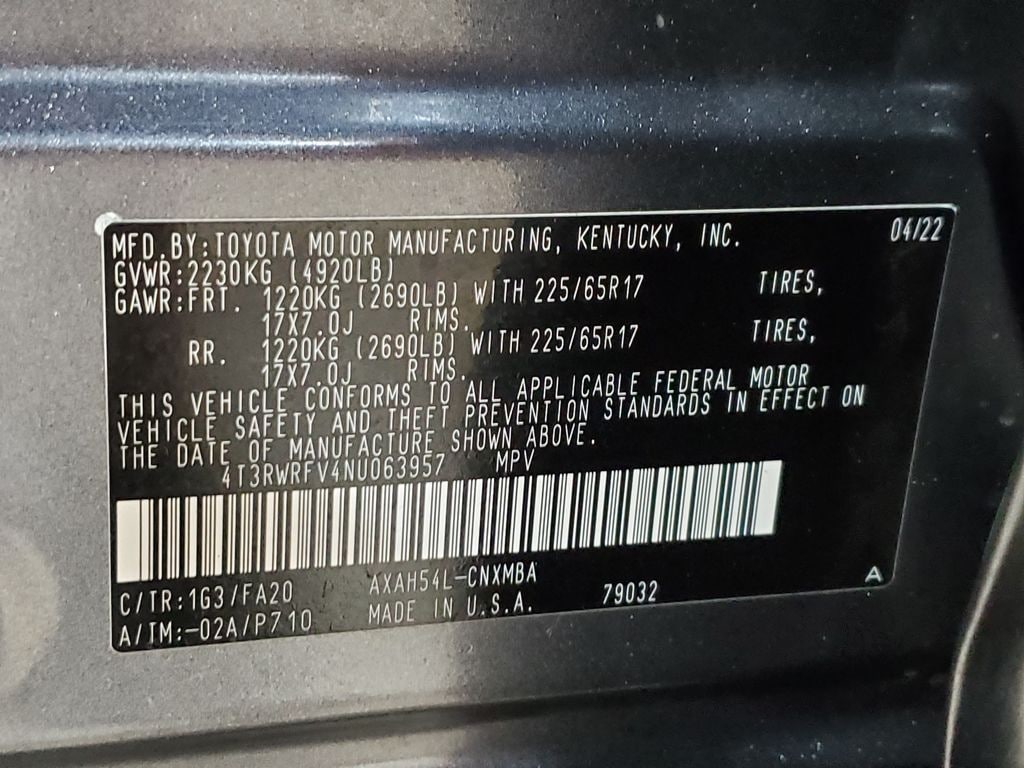 04/22
MFD.BY:TOYOTA MOTOR MANUFACTURING, KENTUCKY, INC.
GVWR:2230KG (4920LB)
GAWR:FRT. 1220KG (2690LB) WITH 225/65R17 TIRES,
17X7.0J RIMS.
RR. 1220KG (2690LB) WITH 225/65R17 TIRES,
17X7.0J RIMS.
THIS VEHICLE CONFORMS TO ALL APPLICABLE FEDERAL MOTOR
VEHICLE SAFETY AND THEFT PREVENTION STANDARDS IN EFFECT ON
THE DATE OF MANUFACTURE SHOWN ABOVE.
4T3RWRFV4NU063957 MPV
C/TR:1G3/FA20 AXAH54L-CNXMBA
A/TM:-02A/P710 MADE IN U.S.A. 79032 A